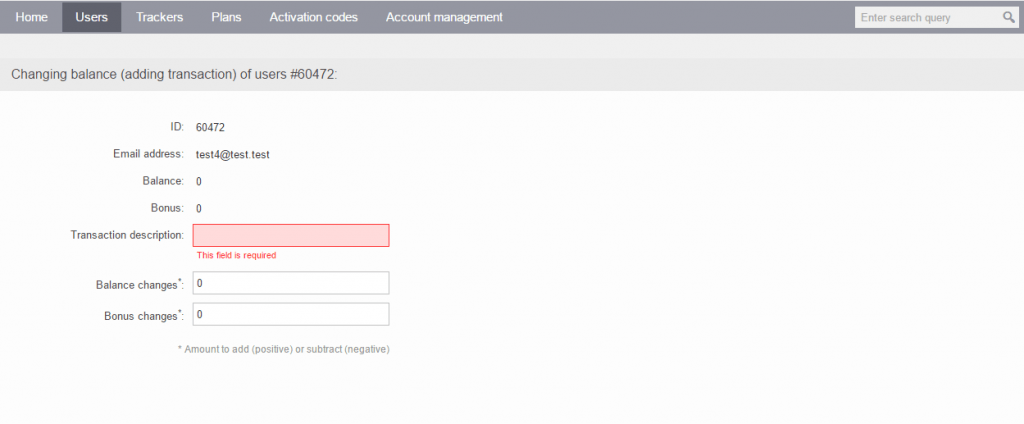 Home Users Trackers Plans Activation codes Account management Enter search query
Changing balance (adding transaction) of users #60472:
ID: 60472
Email address: test4@test.test
Balance: 0
Bonus: 0
Transaction description:
This field is required
Balance changes*: 0
Bonus changes*: 0
* Amount to add (positive) or subtract (negative)